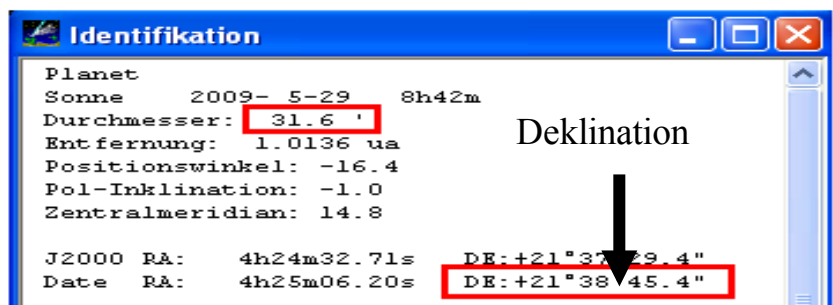 Identifikation
Planet
Sonne 2009- 5-29 8h42m
Durchmesser: 31.6 '
Entfernung: 1.0136 ua
Deklination
Positionswinkel: -16.4
Pol-Inklination: -1.0
Zentralmeridian: 14.8
J2000 RA: 4h24m32.71s DE:+21°37'29.4"
Date RA: 4h25m06.20s DE:+21°38'45.4"